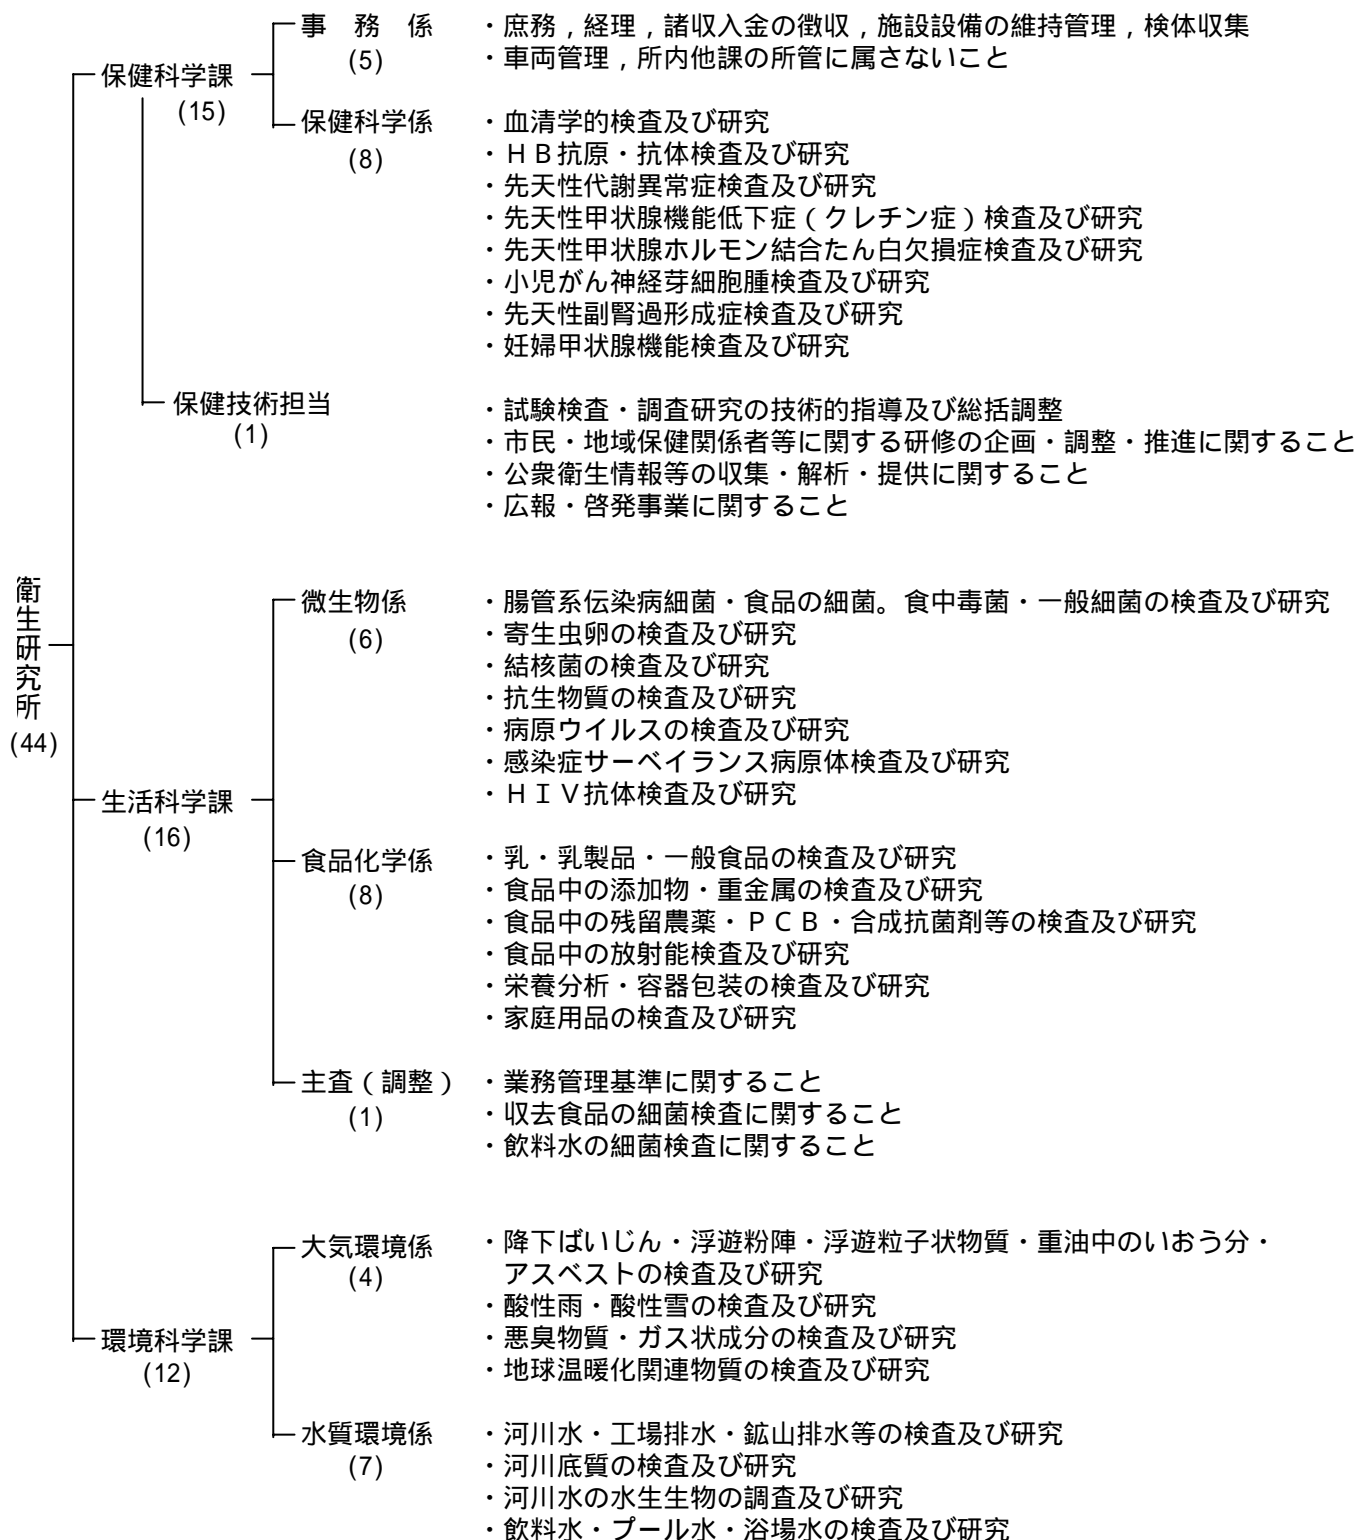 衛生研究所
(44)
保健科学課
(15)
事　務　係
(5)
・庶務，経理，諸収入金の徴収，施設設備の維持管理，検体収集
・車両管理，所内他課の所管に属さないこと
保健科学係
(8)
・血清学的検査及び研究
・ＨＢ抗原・抗体検査及び研究
・先天性代謝異常症検査及び研究
・先天性甲状腺機能低下症（クレチン症）検査及び研究
・先天性甲状腺ホルモン結合たん白欠損症検査及び研究
・小児がん神経芽細胞腫検査及び研究
・先天性副腎過形成症検査及び研究
・妊婦甲状腺機能検査及び研究
保健技術担当
(1)
・試験検査・調査研究の技術的指導及び総括調整
・市民・地域保健関係者等に関する研修の企画・調整・推進に関すること
・公衆衛生情報等の収集・解析・提供に関すること
・広報・啓発事業に関すること
生活科学課
(16)
微生物係
(6)
・腸管系伝染病細菌・食品の細菌。食中毒菌・一般細菌の検査及び研究
・寄生虫卵の検査及び研究
・結核菌の検査及び研究
・抗生物質の検査及び研究
・病原ウイルスの検査及び研究
・感染症サーベイランス病原体検査及び研究
・ＨＩＶ抗体検査及び研究
食品化学係
(8)
・乳・乳製品・一般食品の検査及び研究
・食品中の添加物・重金属の検査及び研究
・食品中の残留農薬・ＰＣＢ・合成抗菌剤等の検査及び研究
・食品中の放射能検査及び研究
・栄養分析・容器包装の検査及び研究
・家庭用品の検査及び研究
主査（調整）
(1)
・業務管理基準に関すること
・収去食品の細菌検査に関すること
・飲料水の細菌検査に関すること
環境科学課
(12)
大気環境係
(4)
・降下ばいじん・浮遊粉陣・浮遊粒子状物質・重油中のいおう分・
アスベストの検査及び研究
・酸性雨・酸性雪の検査及び研究
・悪臭物質・ガス状成分の検査及び研究
・地球温暖化関連物質の検査及び研究
水質環境係
(7)
・河川水・工場排水・鉱山排水等の検査及び研究
・河川底質の検査及び研究
・河川水の水生生物の調査及び研究
・飲料水・プール水・浴場水の検査及び研究